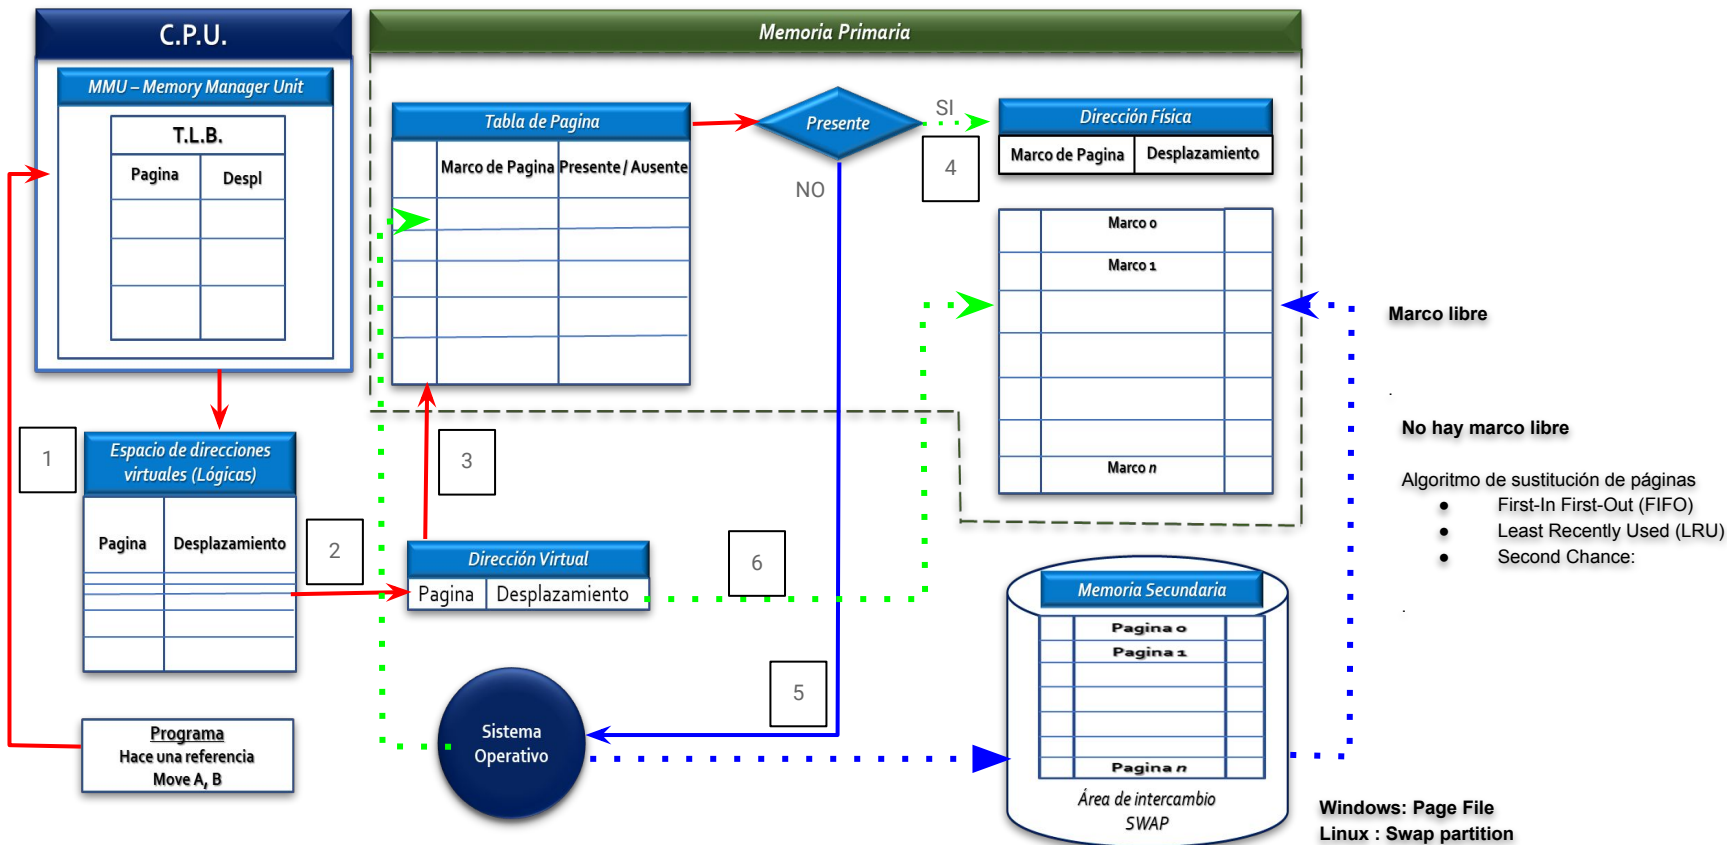 C.P.U.
MMU – Memory Manager Unit
T.L.B.
Pagina
Despl
Memoria Primaria
Tabla de Pagina
Marco de Pagina
Presente / Ausente
Presente
SI
NO
4
Dirección Física
Marco de Pagina
Desplazamiento
Marco 0
Marco 1
Marco n
Marco libre
.
No hay marco libre
Algoritmo de sustitución de páginas
● First-In First-Out (FIFO)
● Least Recently Used (LRU)
● Second Chance:
.
1
Espacio de direcciones
virtuales (Lógicas)
Pagina
Desplazamiento
2
3
Dirección Virtual
Pagina
Desplazamiento
6
5
Sistema
Operativo
Programa
Hace una referencia
Move A, B
Memoria Secundaria
Pagina 0
Pagina 1
Pagina n
Área de intercambio
SWAP
Windows: Page File
Linux : Swap partition